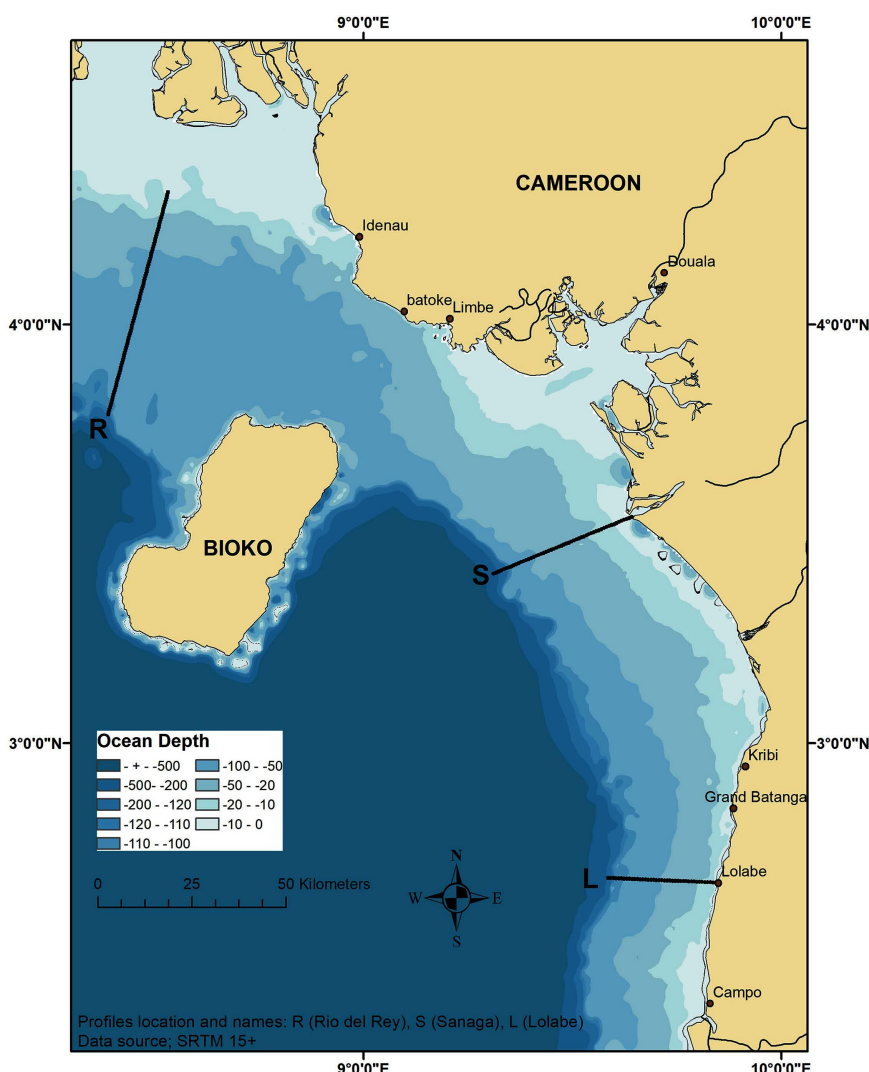 9°0'0"E 10°0'0"E
CAMEROON
Idenau
Douala
batoke
Limbe
4°0'0"N 4°0'0"N
R
BIOKO
S
3°0'0"N 3°0'0"N
Ocean Depth
- + - -500
-500- -200
-200 - -120
-120 - -110
-110 - -100
-100 - -50
-50 - -20
-20 - -10
-10 - 0
Kribi
Grand Batanga
L
Lolabe
0 25 50 Kilometers
N
W E
S
Campo
Profiles location and names: R (Rio del Rey), S (Sanaga), L (Lolabe)
Data source; SRTM 15+
9°0'0"E 10°0'0"E